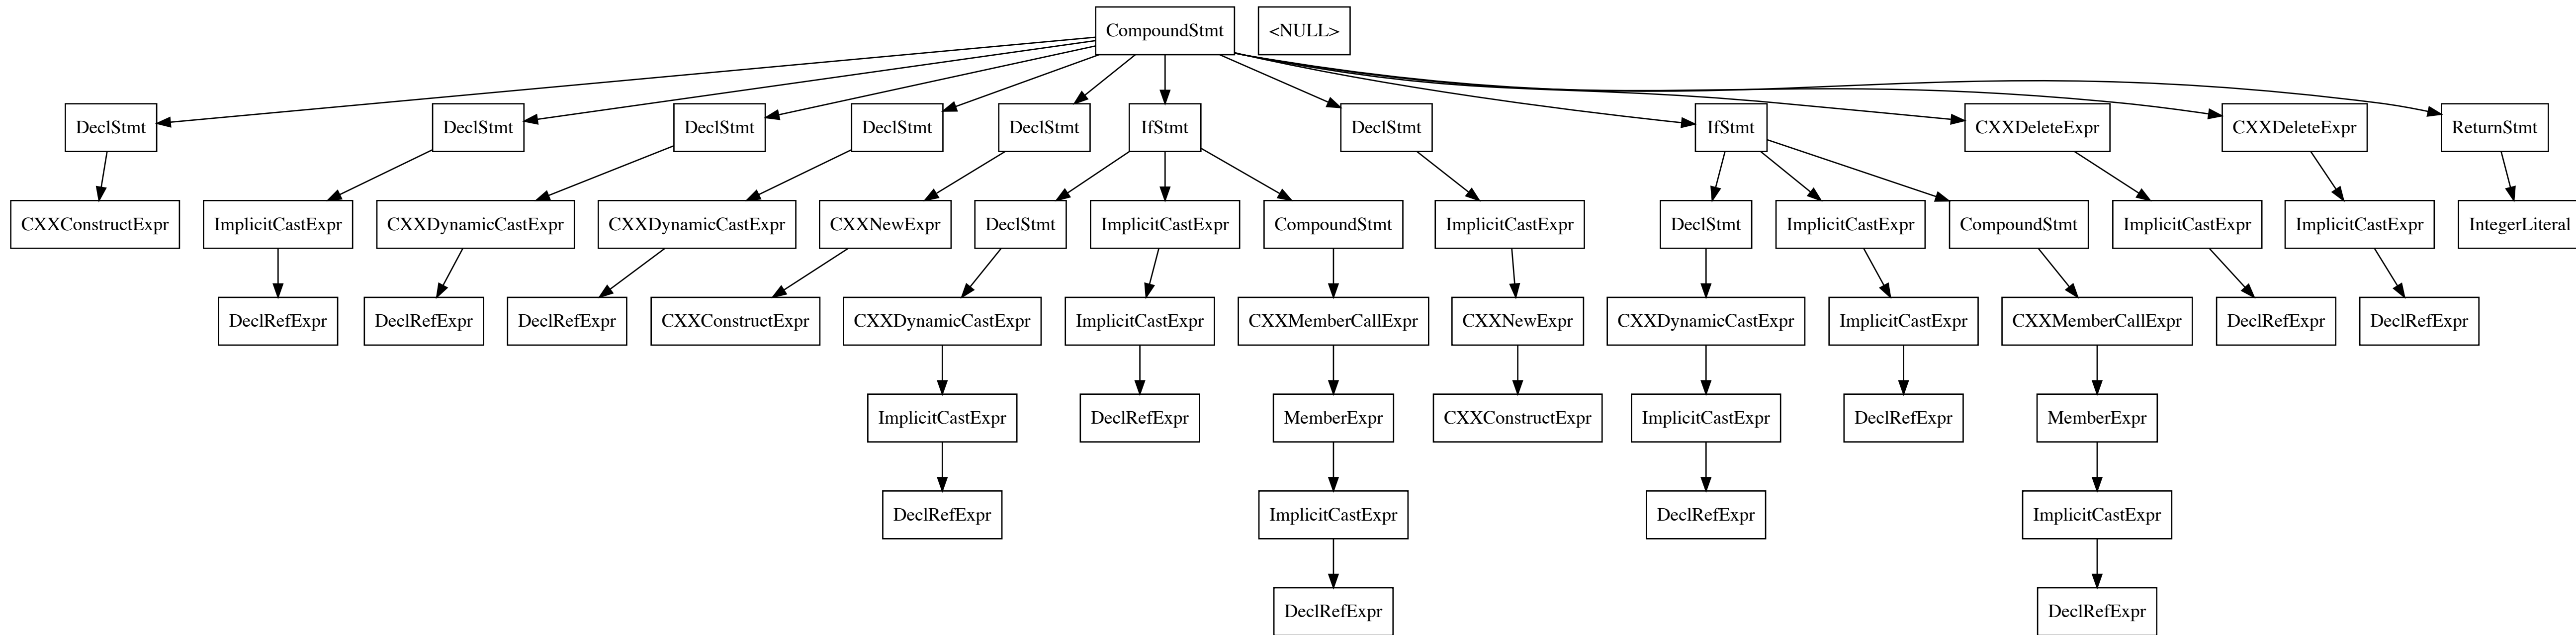 CompoundStmt
<NULL>
DeclStmt
DeclStmt
DeclStmt
DeclStmt
DeclStmt
IfStmt
DeclStmt
IfStmt
CXXDeleteExpr
CXXDeleteExpr
ReturnStmt
CXXConstructExpr
ImplicitCastExpr
CXXDynamicCastExpr
CXXDynamicCastExpr
CXXNewExpr
DeclStmt
ImplicitCastExpr
CompoundStmt
ImplicitCastExpr
DeclStmt
ImplicitCastExpr
CompoundStmt
ImplicitCastExpr
ImplicitCastExpr
IntegerLiteral
DeclRefExpr
DeclRefExpr
DeclRefExpr
CXXConstructExpr
CXXDynamicCastExpr
ImplicitCastExpr
CXXMemberCallExpr
CXXNewExpr
CXXDynamicCastExpr
ImplicitCastExpr
CXXMemberCallExpr
DeclRefExpr
DeclRefExpr
ImplicitCastExpr
DeclRefExpr
MemberExpr
CXXConstructExpr
ImplicitCastExpr
DeclRefExpr
MemberExpr
DeclRefExpr
ImplicitCastExpr
DeclRefExpr
ImplicitCastExpr
DeclRefExpr
DeclRefExpr